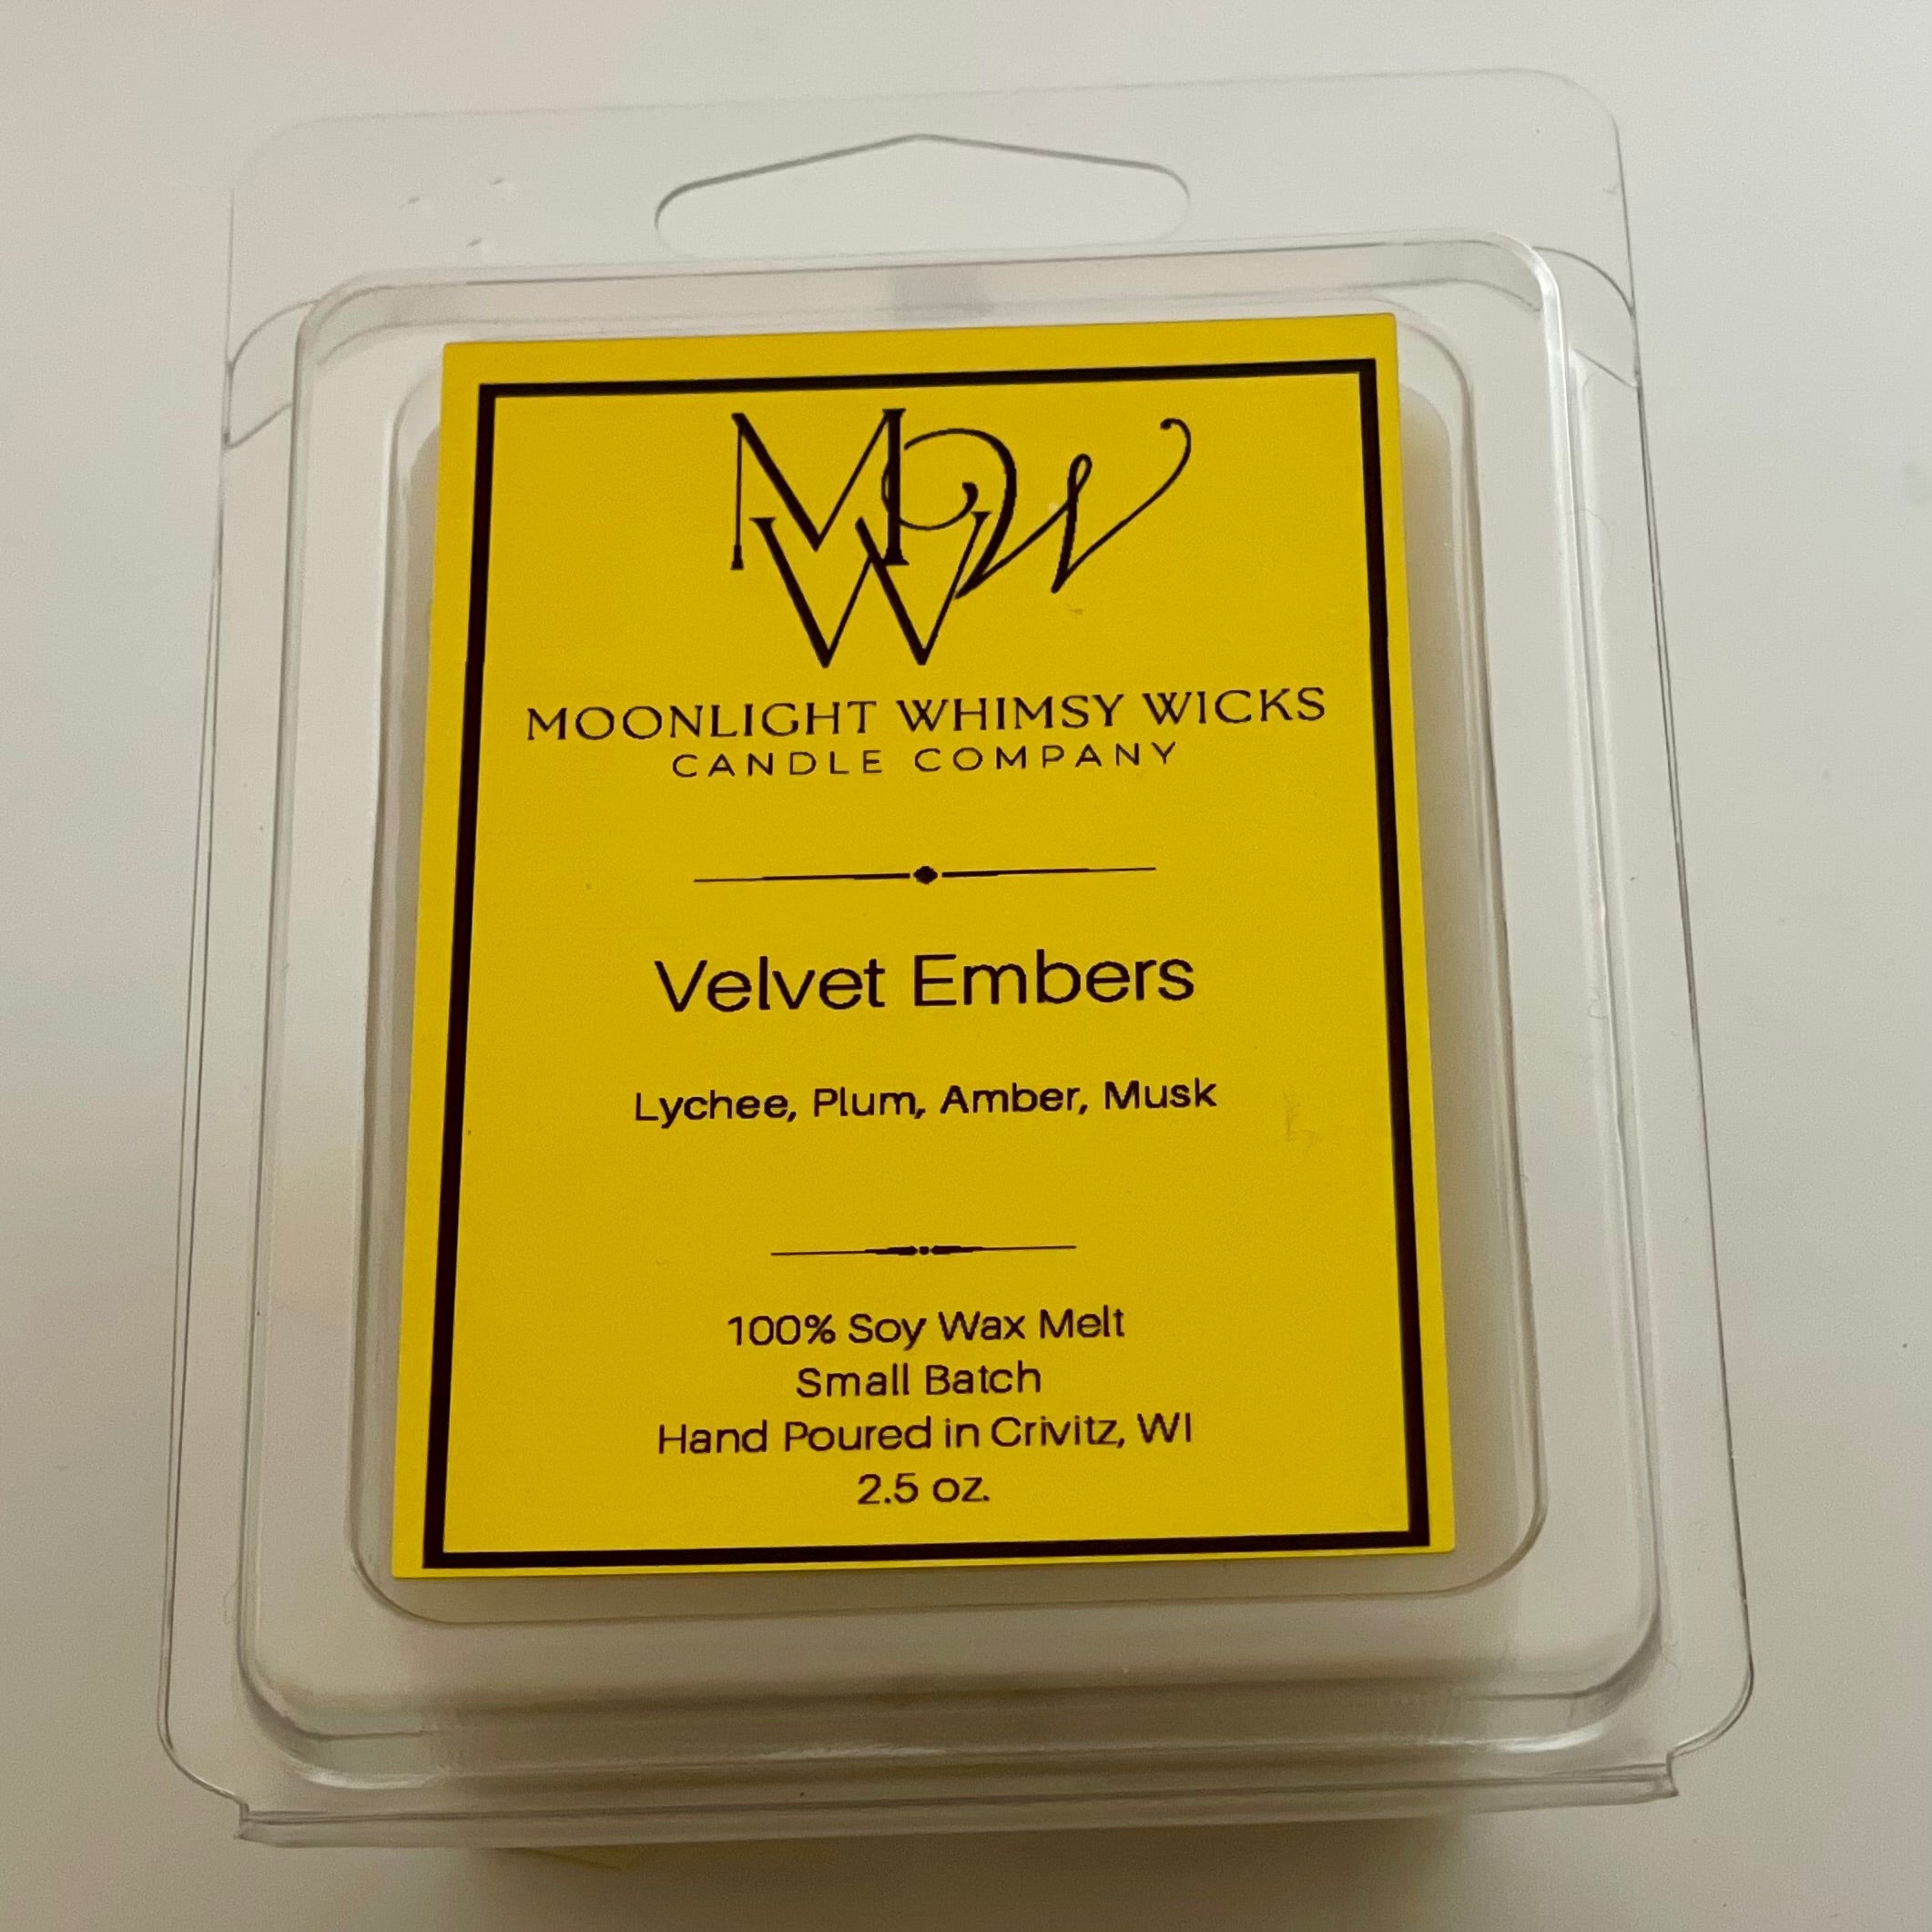 MWW
MOONLIGHT WHIMSY WICKS
CANDLE COMPANY
Velvet Embers
Lychee, Plum, Amber, Musk
100% Soy Wax Melt
Small Batch
Hand Poured in Crivitz, WI
2.5 oz.